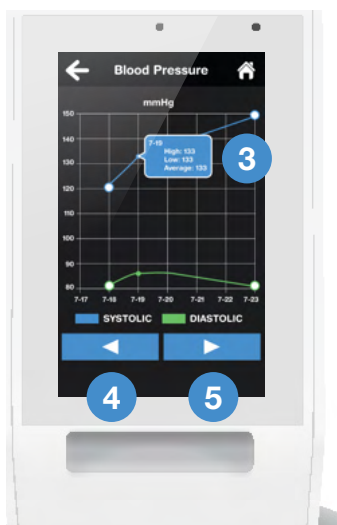 Blood Pressure
mmHg
150
140
130
120
110
100
90
80
7-19
High: 133
Low: 133
Average: 133
3
7-17 7-18 7-19 7-20 7-21 7-22 7-23
SYSTOLIC DIASTOLIC
4 5